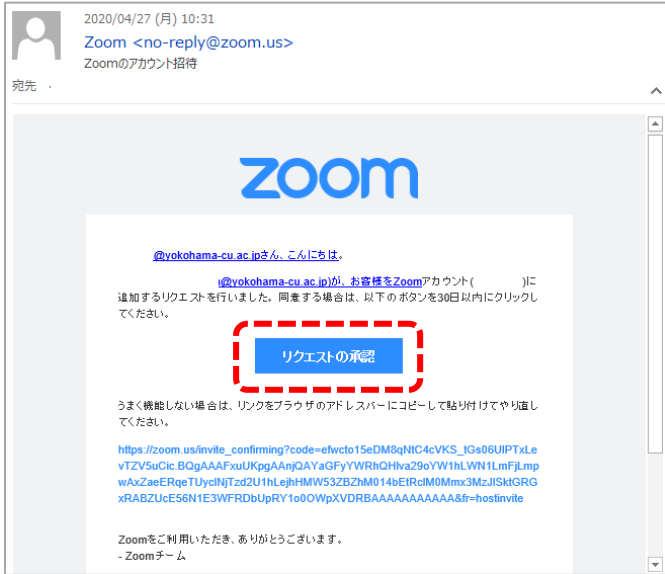 2020/04/27 (月) 10:31
Zoom <no-reply@zoom.us>
Zoomのアカウント招待
宛先
zoom
@yokohama-cu.ac.jpさん、こんにちは。
@yokohama-cu.ac.jp)が、お客様をZoomアカウント( )に
追加するリクエストを行いました。同意する場合は、以下のボタンを30日以内にクリックし
てください。
リクエストの承認
うまく機能しない場合は、リンクをブラウザのアドレスバーにコピーして貼り付けてやり直し
てください。
https://zoom.us/invite_confirming?code=efwcto15eDM8qNtC4cVKS_tGs06UIPTxLe
vTZV5uCic.BQgAAAFxuUKpgAAnjQAYaGFyYWRhQHlva29oYW1hLWN1LmFjLmp
wAxZaeERqeTUyclNjTzd2U1hLejhHMW53ZBZhM014bEtRclM0Mmx3MzJISktGRG
xRABZUcE56N1E3WFRDbUpRY1o0OWpXVDRBAAAAAAAAAAA&fr=hostinvite
Zoomをご利用いただき、ありがとうございます。
- Zoomチーム